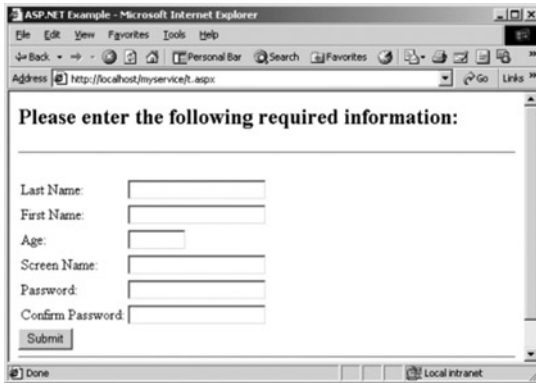 ASP.NET Example - Microsoft Internet Explorer
File Edit View Favorites Tools Help
Back Personal Bar Search Favorites
Address http://localhost/myservice/t.aspx Go Links
Please enter the following required information:
Last Name:
First Name:
Age:
Screen Name:
Password:
Confirm Password:
Submit
Done Local intranet